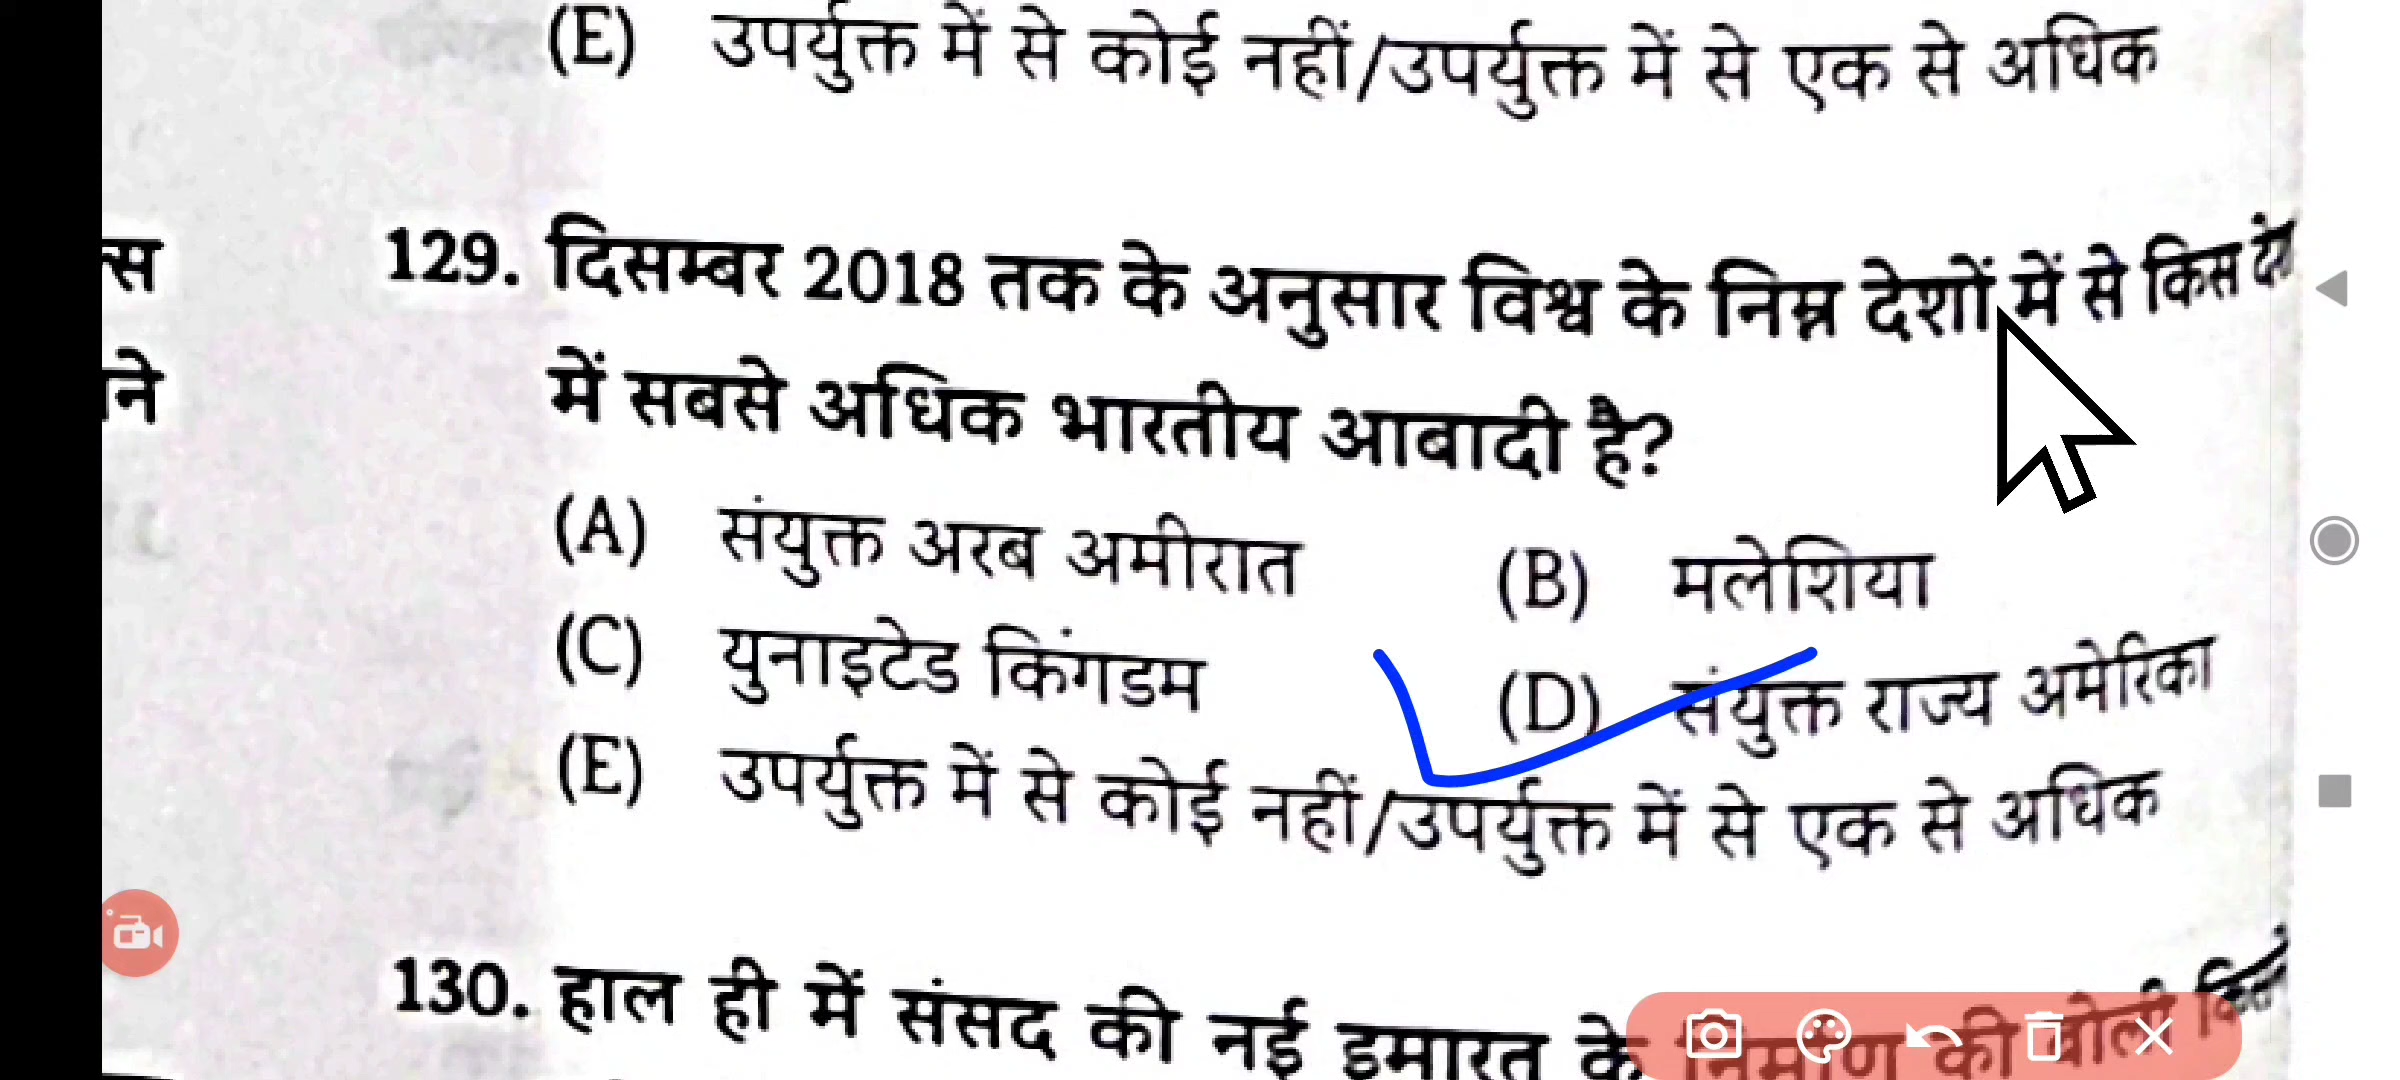 (E) उपर्युक्त में से कोई नहीं/उपर्युक्त में से एक से अधिक
129. दिसम्बर 2018 तक के अनुसार विश्व के निम्न देशों में से किस
में सबसे अधिक भारतीय आबादी है?
(A) संयुक्त अरब अमीरात (B) मलेशिया
(C) युनाइटेड किंगडम (D) संयुक्त राज्य अमेरिका
(E) उपर्युक्त में से कोई नहीं/उपर्युक्त में से एक से अधिक
130. हाल ही में संसद की नई इमारत के निर्माण की बोली
ने